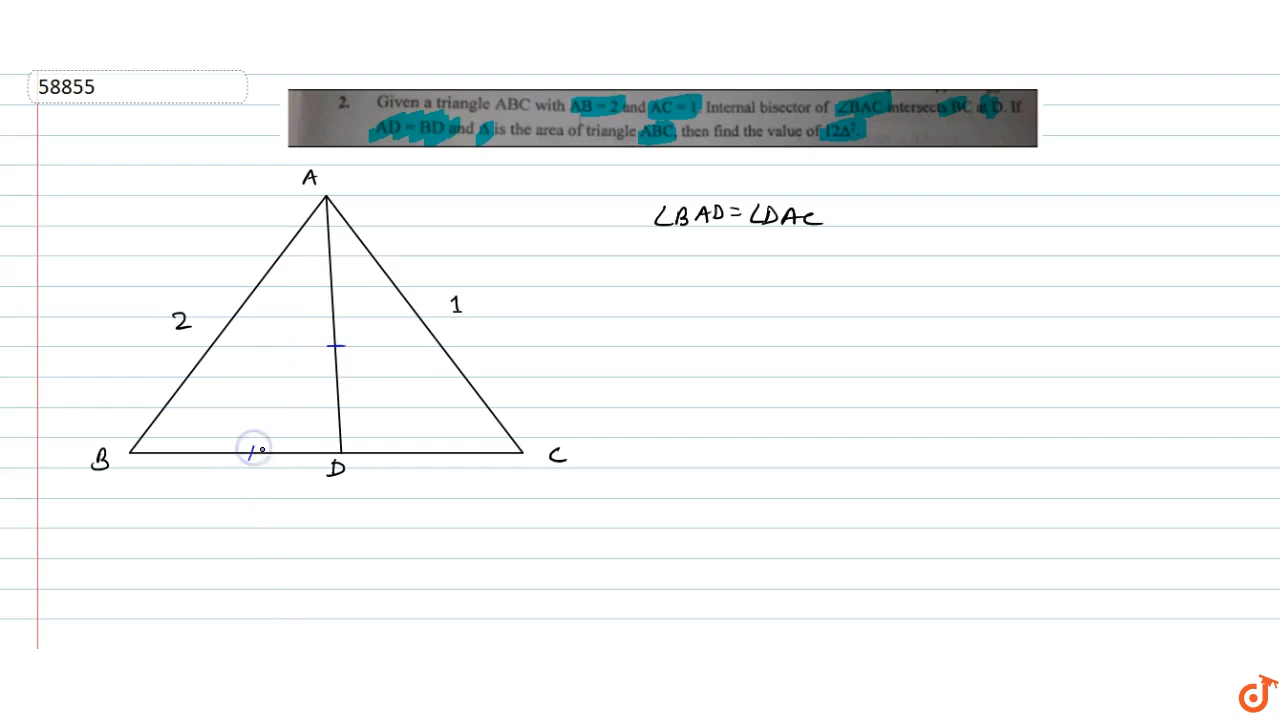 58855
2. Given a triangle ABC with AB = 2 and AC = 1. Internal bisector of ∠BAC intersects BC at D. If
AD = BD and Δ is the area of triangle ABC, then find the value of 12Δ².
A
∠BAD = ∠DAC
2
1
B
D
C